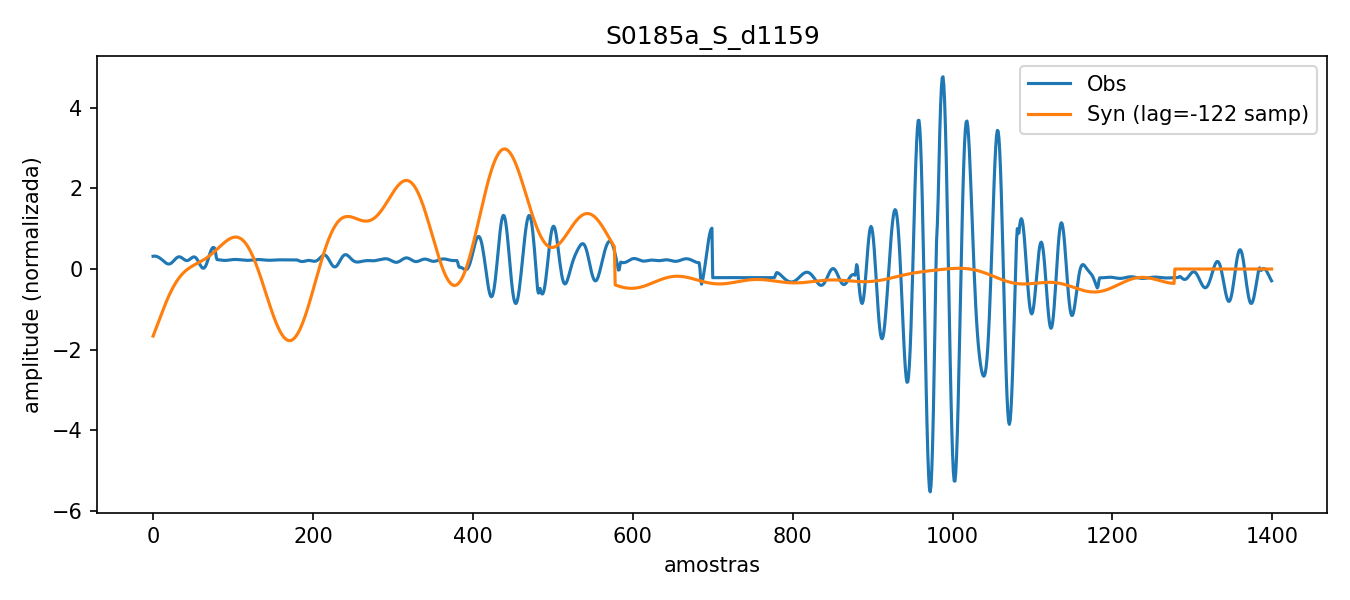 S0185a_S_d1159
Obs
Syn (lag=-122 samp)
amplitude (normalizada)
4
2
0
−2
−4
−6
0 200 400 600 800 1000 1200 1400
amostras